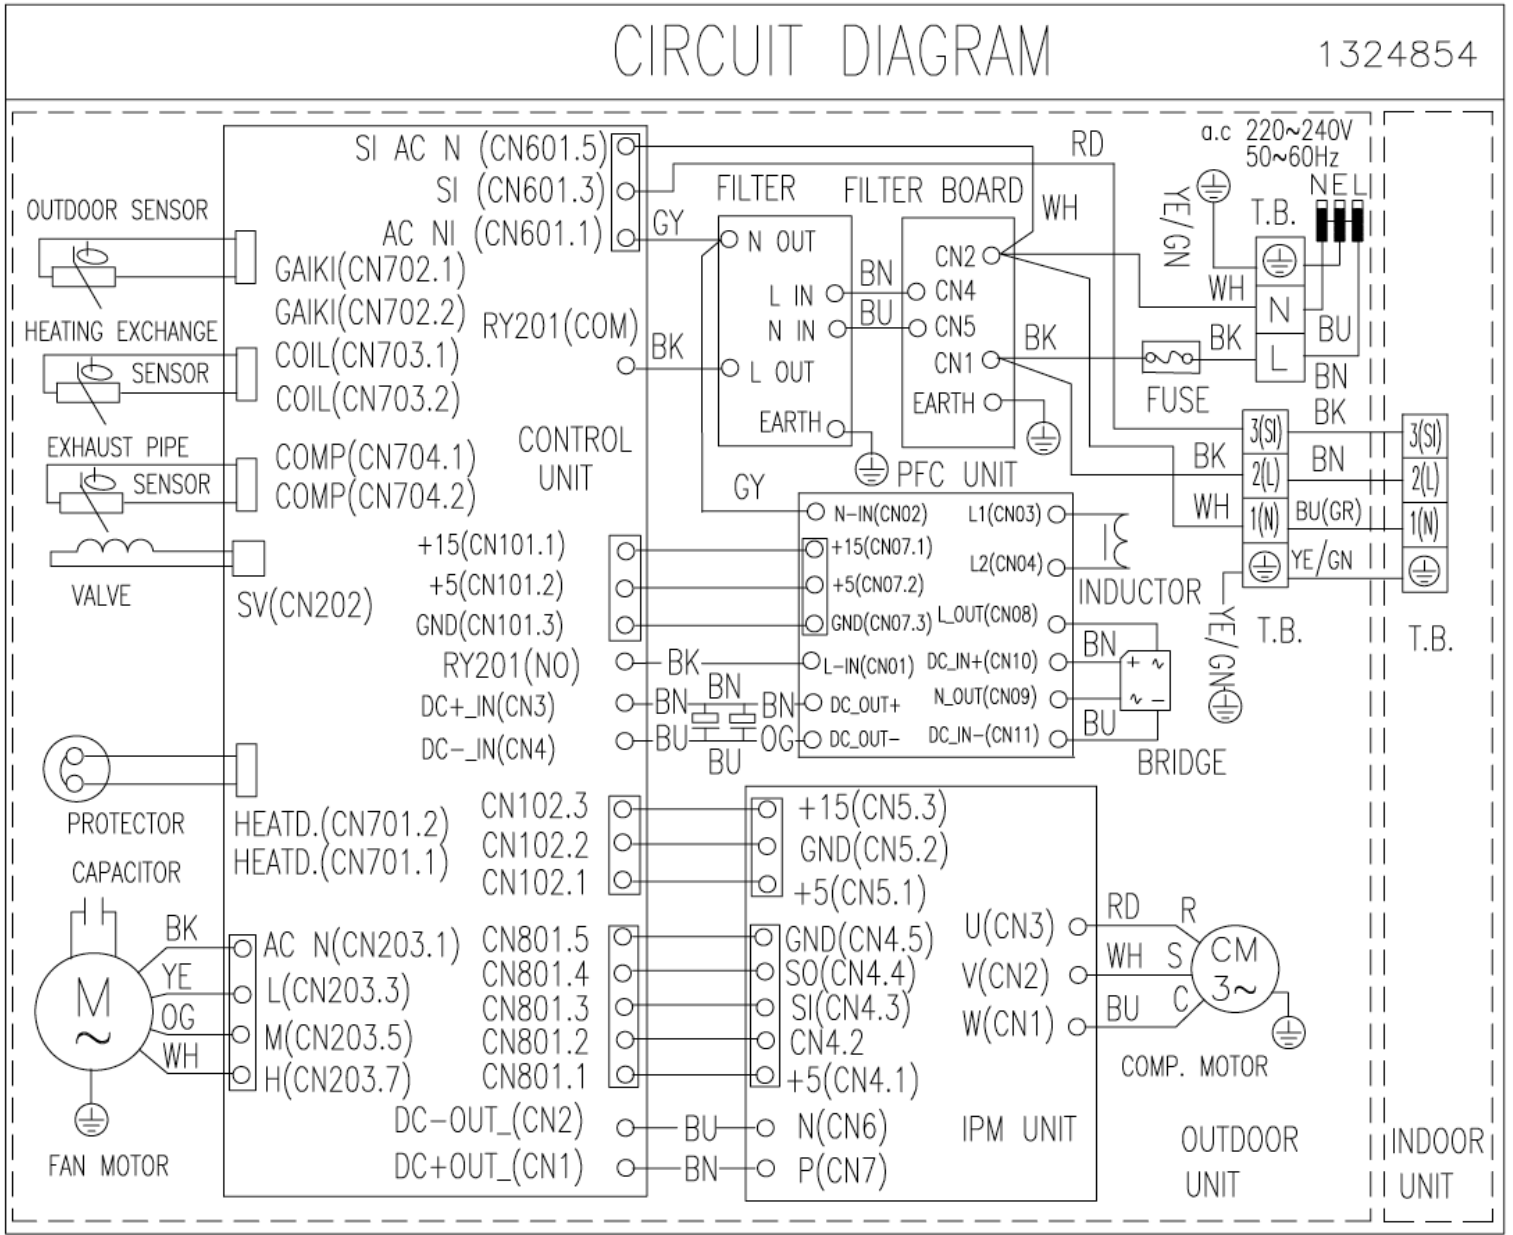 CIRCUIT DIAGRAM
1324854
OUTDOOR SENSOR
HEATING EXCHANGE
SENSOR
EXHAUST PIPE
SENSOR
VALVE
PROTECTOR
CAPACITOR
M
~
BK
YE
OG
WH
FAN MOTOR
SI AC N (CN601.5)
SI (CN601.3)
AC NI (CN601.1)
GAIKI(CN702.1)
GAIKI(CN702.2)
RY201(COM)
COIL(CN703.1)
COIL(CN703.2)
CONTROL
UNIT
COMP(CN704.1)
COMP(CN704.2)
+15(CN101.1)
+5(CN101.2)
SV(CN202)
GND(CN101.3)
RY201(NO)
DC+_IN(CN3)
DC-_IN(CN4)
HEATD.(CN701.2)
HEATD.(CN701.1)
CN102.3
CN102.2
CN102.1
AC N(CN203.1)
L(CN203.3)
M(CN203.5)
H(CN203.7)
CN801.5
CN801.4
CN801.3
CN801.2
CN801.1
DC-OUT_(CN2)
DC+OUT_(CN1)
GY
BK
GY
BK
BN
BN
BN
BU
BU
OG
BU
BN
FILTER
N OUT
L IN
N IN
L OUT
EARTH
BN
BU
FILTER BOARD
CN2
CN4
CN5
CN1
EARTH
RD
WH
BK
FUSE
BK
WH
YE/GN
a.c 220~240V
50~60Hz
N E L
T.B.
N
L
BU
BN
PFC UNIT
N-IN(CN02)
+15(CN07.1)
+5(CN07.2)
GND(CN07.3)
L-IN(CN01)
DC_OUT+
DC_OUT-
L1(CN03)
L2(CN04)
L_OUT(CN08)
DC_IN+(CN10)
N_OUT(CN09)
DC_IN-(CN11)
INDUCTOR
BN
BU
+ ~
~ -
BRIDGE
BK
WH
YE/GN
3(SI)
2(L)
1(N)
T.B.
BK
BN
BU(GR)
YE/GN
3(SI)
2(L)
1(N)
T.B.
+15(CN5.3)
GND(CN5.2)
+5(CN5.1)
GND(CN4.5)
SO(CN4.4)
SI(CN4.3)
CN4.2
+5(CN4.1)
N(CN6)
P(CN7)
U(CN3)
V(CN2)
W(CN1)
IPM UNIT
RD R
WH S
BU C
CM
3~
COMP. MOTOR
OUTDOOR
UNIT
INDOOR
UNIT